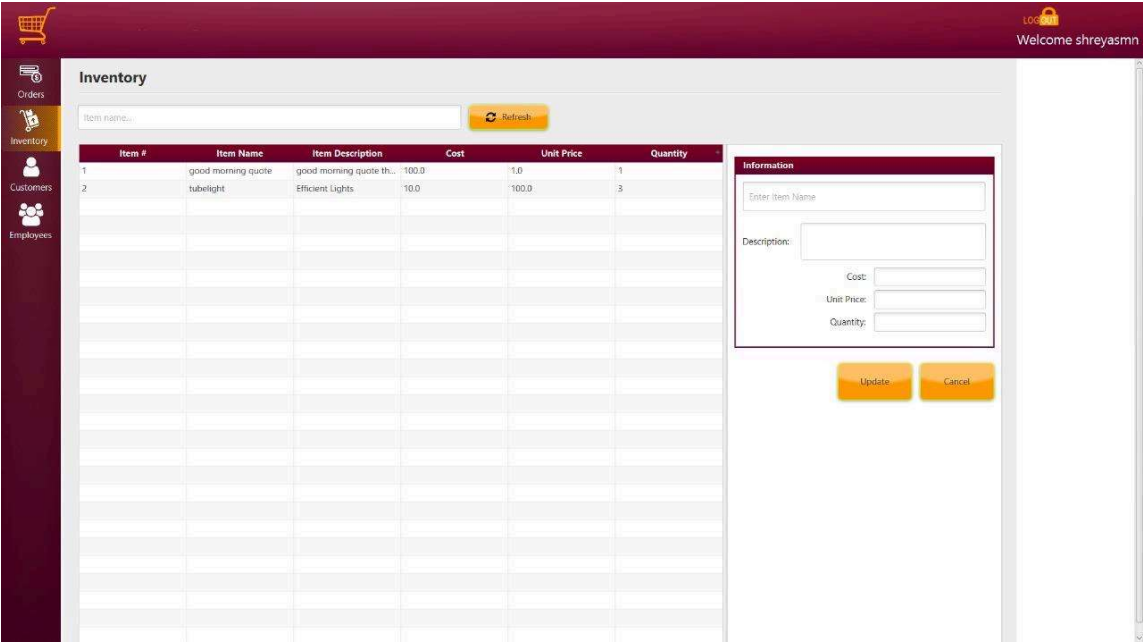 LOGOUT
Welcome shreyasmn
Orders
Inventory
Customers
Employees
Inventory
Item name...
Refresh
Item # Item Name Item Description Cost Unit Price Quantity
1 good morning quote good morning quote th... 100.0 1.0 1
2 tubelight Efficient Lights 10.0 100.0 3
Information
Enter Item Name
Description:
Cost:
Unit Price:
Quantity:
Update Cancel